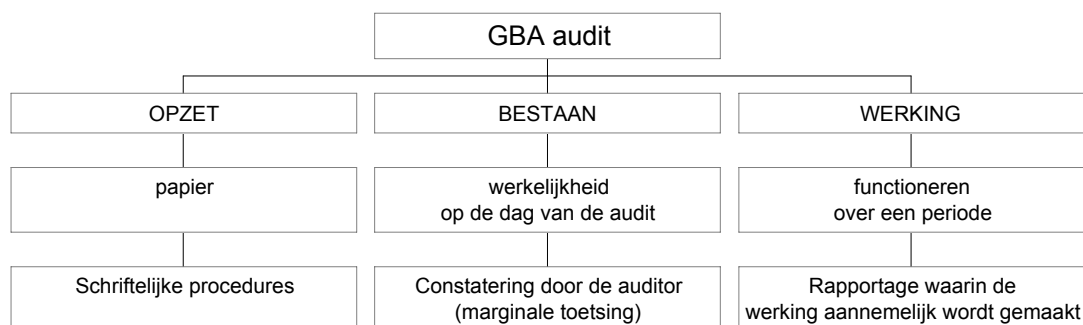 GBA audit
OPZET
BESTAAN
WERKING
papier
werkelijkheid
op de dag van de audit
functioneren
over een periode
Schriftelijke procedures
Constatering door de auditor
(marginale toetsing)
Rapportage waarin de
werking aannemelijk wordt gemaakt